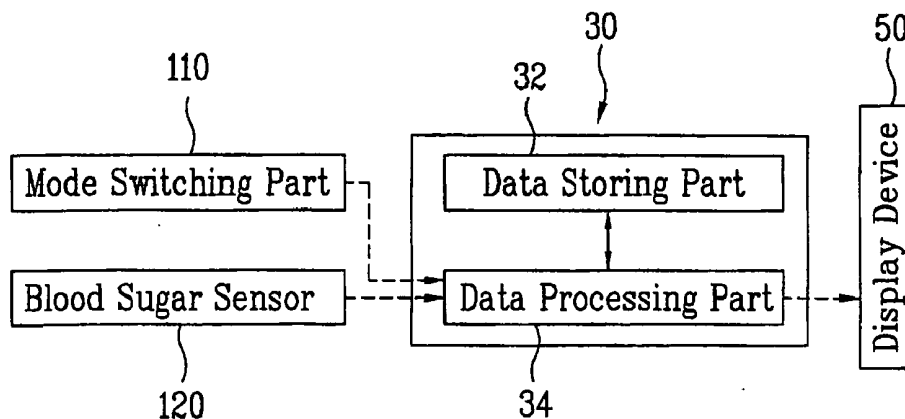 50
30
110
32
Mode Switching Part
Data Storing Part
Display Device
Blood Sugar Sensor
Data Processing Part
120
34